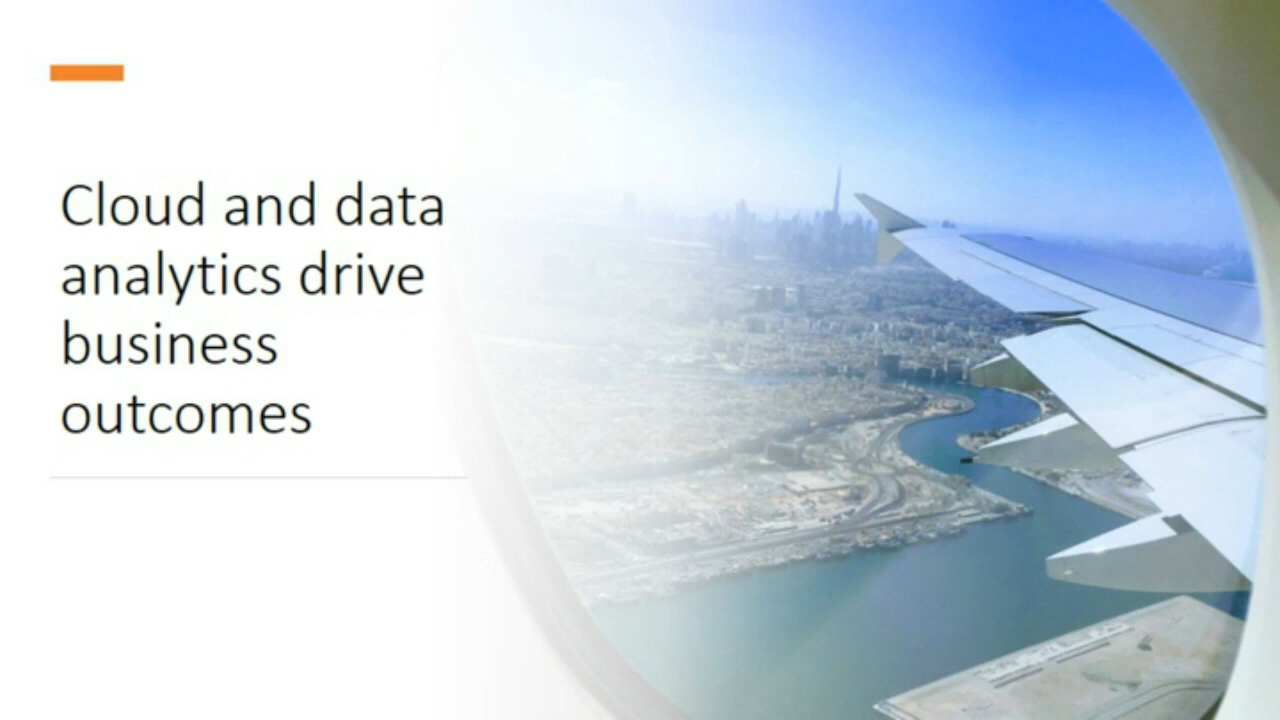 Cloud and data
analytics drive
business
outcomes